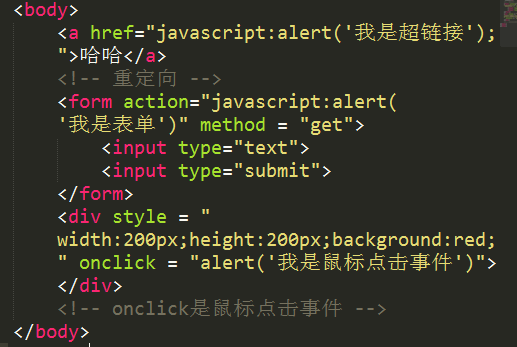 <body>
<a href="javascript:alert('我是超链接');
">哈哈</a>
<!-- 重定向 -->
<form action="javascript:alert(
'我是表单')" method = "get">
<input type="text">
<input type="submit">
</form>
<div style = "
width:200px;height:200px;background:red;
" onclick = "alert('我是鼠标点击事件')">
</div>
<!-- onclick是鼠标点击事件 -->
</body>